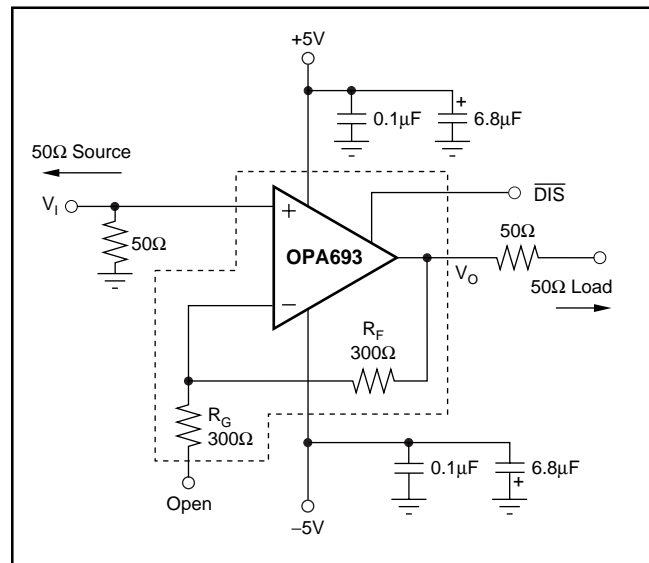 +5V
+
0.1μF
6.8μF
50Ω Source
V_I
D̅I̅S̅
+
50Ω
50Ω
OPA693
V_O
−
50Ω Load
R_F
300Ω
R_G
300Ω
0.1μF
6.8μF
+
Open
−5V